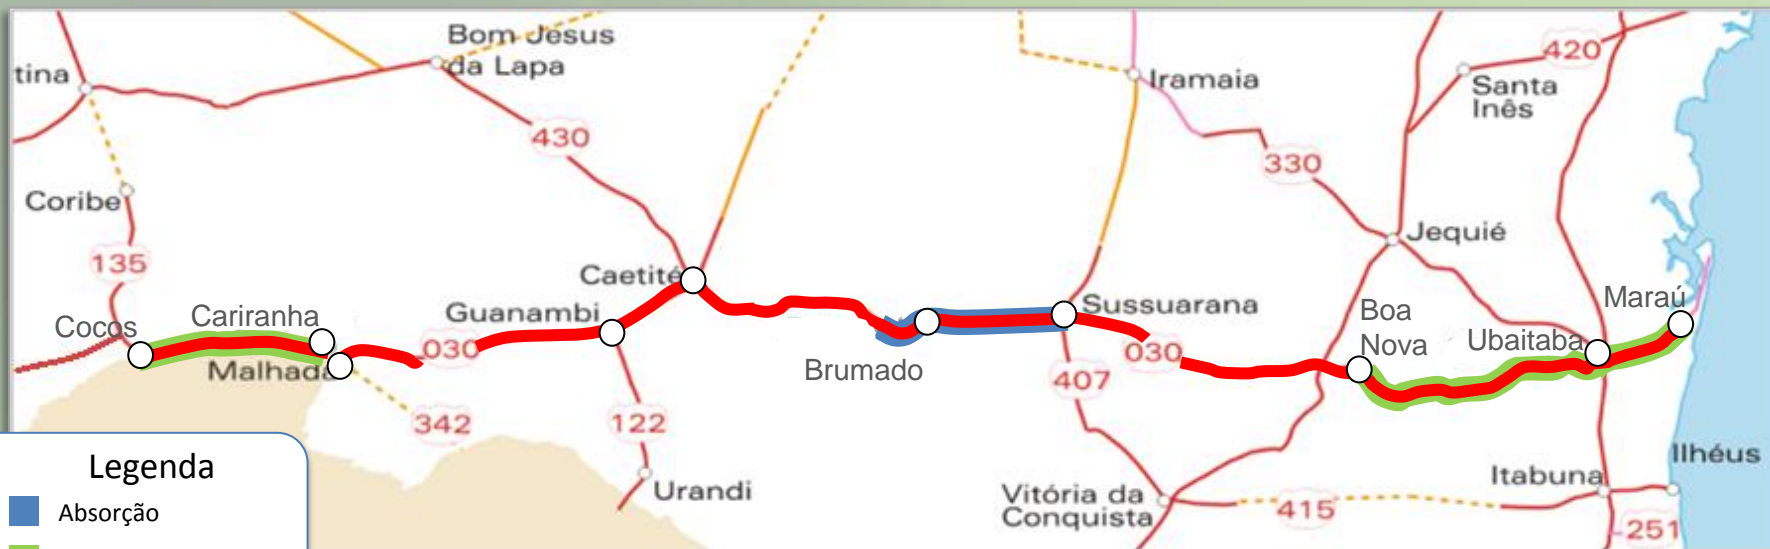 Bom Jesus
da Lapa
tina
420
Iramaia
Santa
Inês
430
330
Coribe
Jequié
135
Caetité
Maraú
Sussuarana
Guanambi
Cariranha
Boa
Nova
Cocos
Ubaitaba
030
030
Malhada
Brumado
407
342
122
Ilhéus
Legenda
Itabuna
Urandi
Vitória da
Conquista
415
Absorção
251